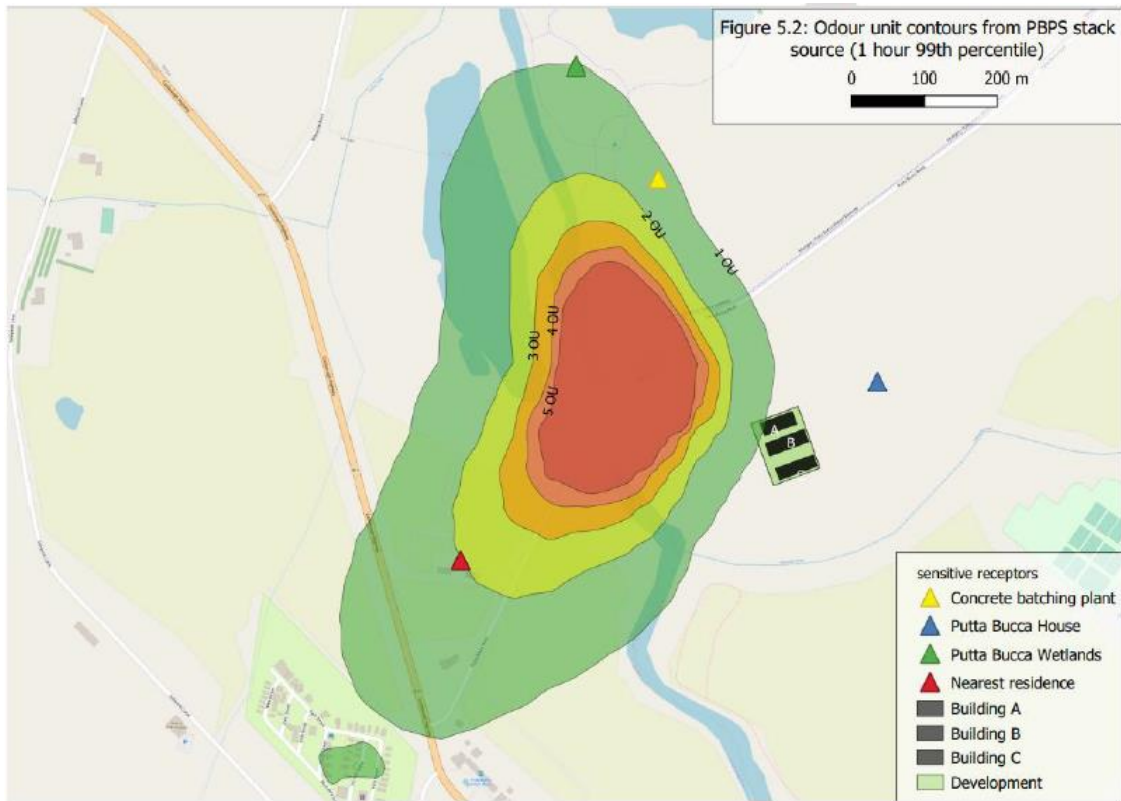 Figure 5.2: Odour unit contours from PBPS stack
source (1 hour 99th percentile)
0 100 200 m
2 OU
1 OU
4 OU
3 OU
5 OU
A
B
sensitive receptors
Concrete batching plant
Putta Bucca House
Putta Bucca Wetlands
Nearest residence
Building A
Building B
Building C
Development